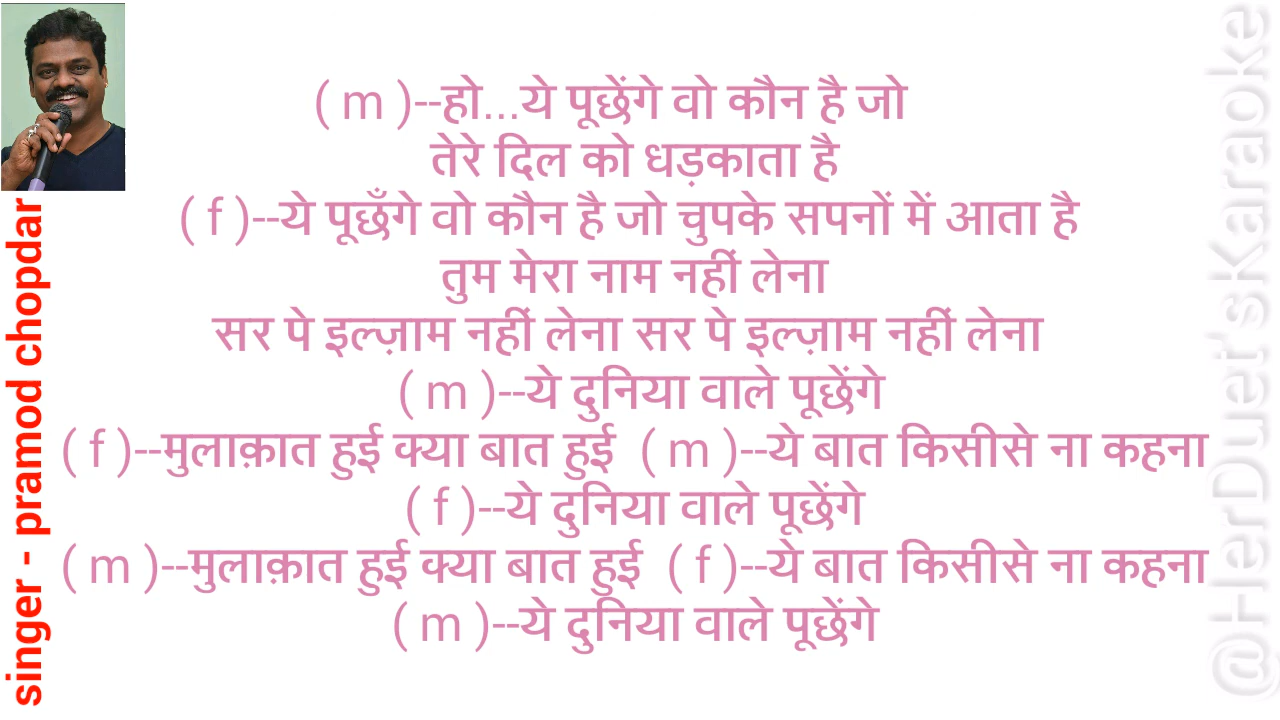 ( m )--हो...ये पूछेंगे वो कौन है जो
तेरे दिल को धड़काता है
( f )--ये पूछँगे वो कौन है जो चुपके सपनों में आता है
तुम मेरा नाम नहीं लेना
सर पे इल्ज़ाम नहीं लेना सर पे इल्ज़ाम नहीं लेना
( m )--ये दुनिया वाले पूछेंगे
( f )--मुलाक़ात हुई क्या बात हुई  ( m )--ये बात किसीसे ना कहना
( f )--ये दुनिया वाले पूछेंगे
( m )--मुलाक़ात हुई क्या बात हुई  ( f )--ये बात किसीसे ना कहना
( m )--ये दुनिया वाले पूछेंगे
singer - pramod chopdar
@HerDuet'sKaraoke